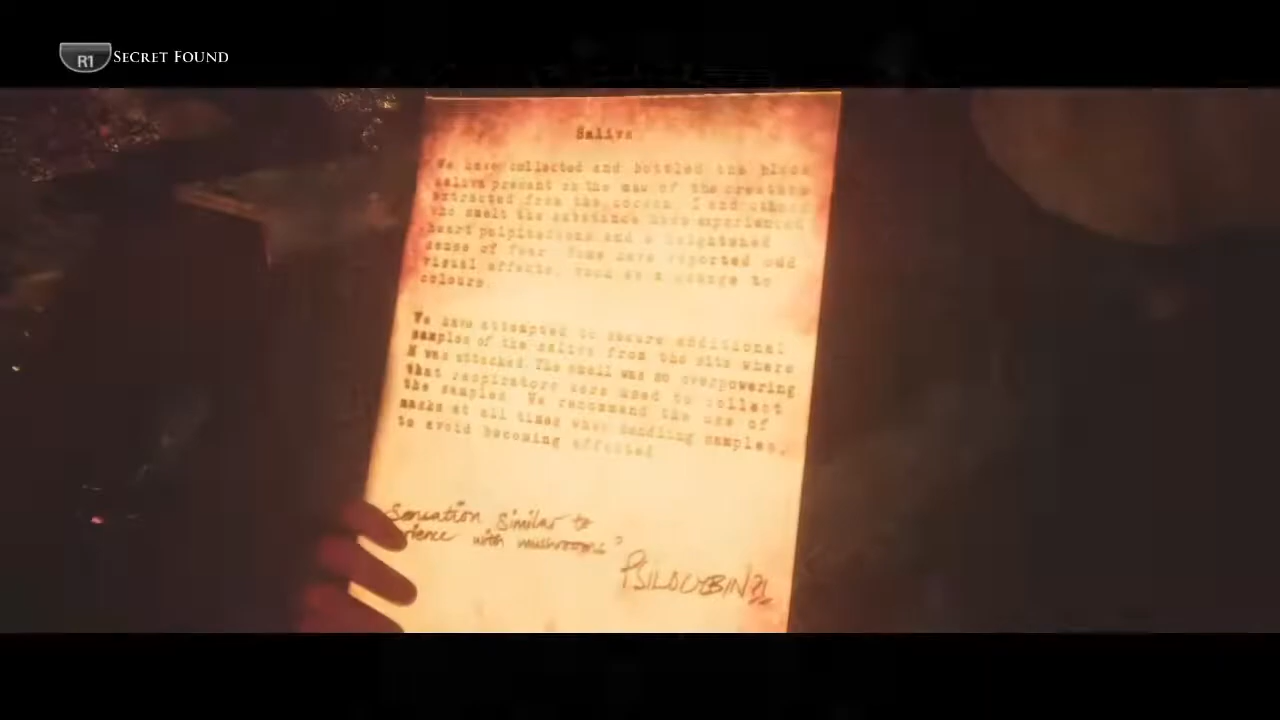 R1 SECRET FOUND
Saliva
We have collected and bottled the black
saliva present on the maw of the creature
extracted from the cocoon. I and others
who smelt the substance have experienced
heart palpitations and a heightened
sense of fear. Some have reported odd
visual affects, such as a change to
colours.
We have attempted to secure additional
samples of the saliva from the site where
M was attacked. The smell was so overpowering
that respirators were used to collect
the samples. We recommend the use of
masks at all times when handling samples,
to avoid becoming affected
Sensation similar to
with mushrooms?
PSILOCYBIN?!